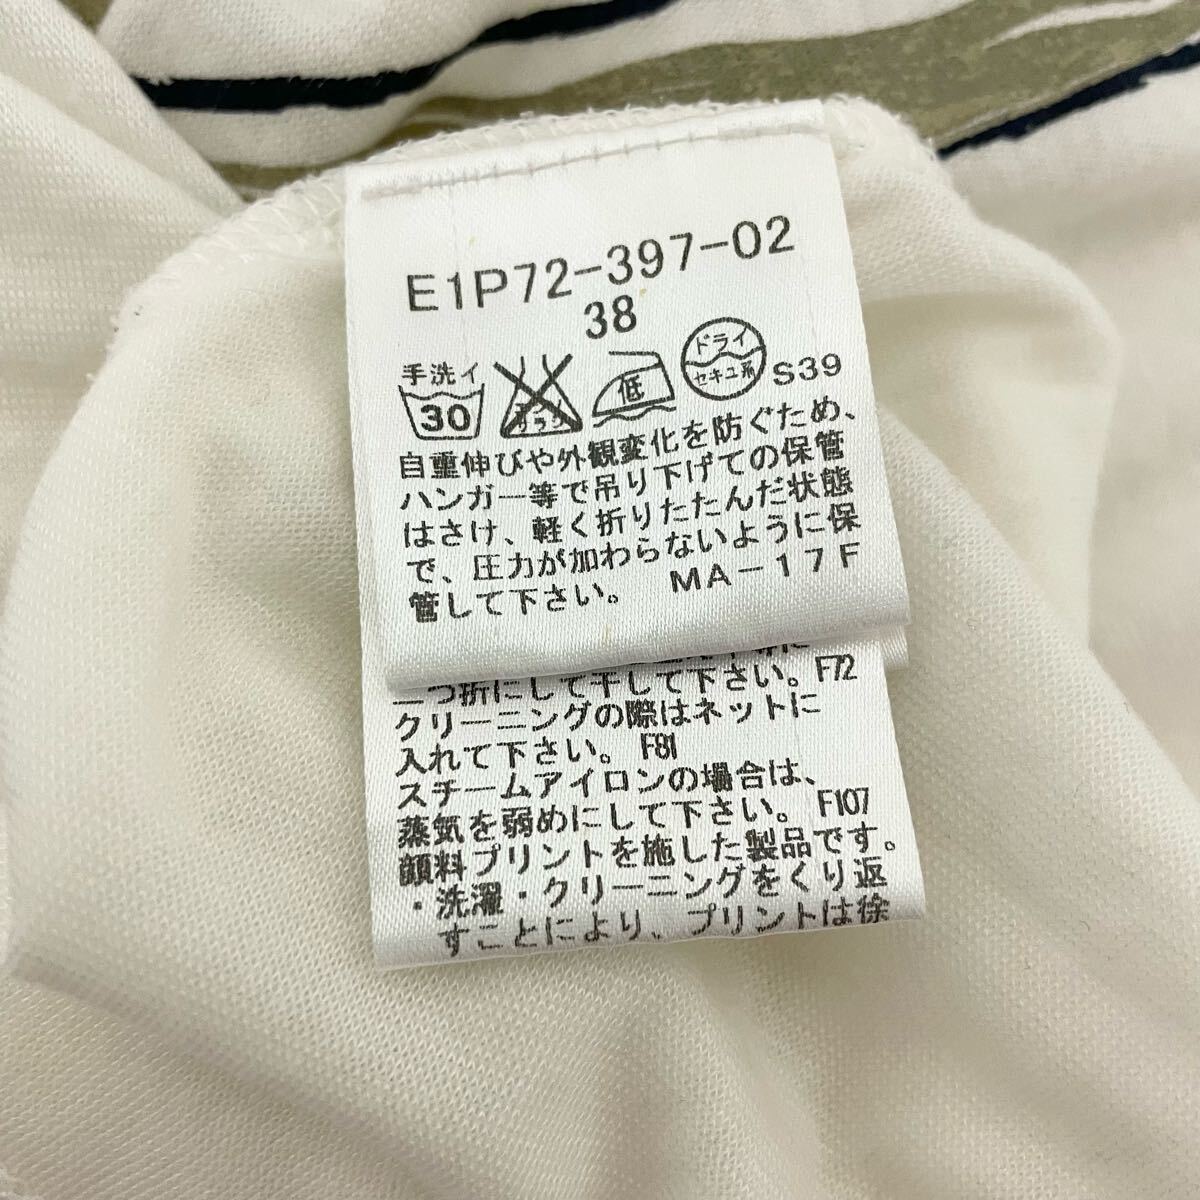 E1P72-397-02
38
手洗イ
30
エンソ
サラシ
低
ドライ
セキユ系
S39
自重伸びや外観変化を防ぐため、
ハンガー等で吊り下げての保管
はさけ、軽く折りたたんだ状態
で、圧力が加わらないように保
管して下さい。 MA-17F
二つ折にして干して下さい。F72
クリーニングの際はネットに
入れて下さい。 F81
スチームアイロンの場合は、
蒸気を弱めにして下さい。F107
顔料プリントを施した製品です。
・洗濯・クリーニングをくり返
すことにより、プリントは徐